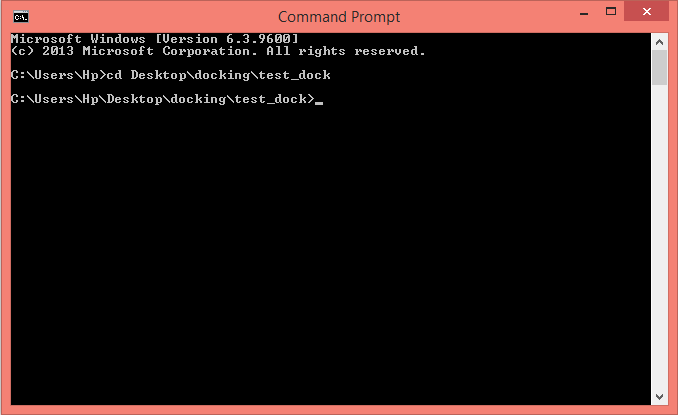 Command Prompt
Microsoft Windows [Version 6.3.9600]
(c) 2013 Microsoft Corporation. All rights reserved.
C:\Users\Hp>cd Desktop\docking\test_dock
C:\Users\Hp\Desktop\docking\test_dock>_